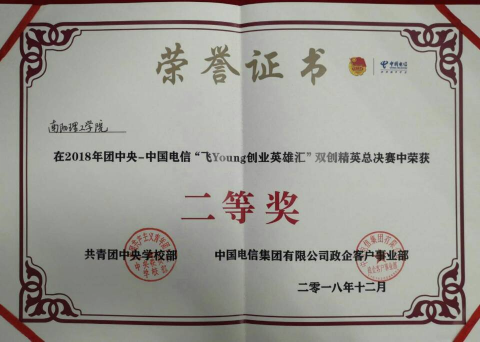 荣誉证书
中国电信
南阳理工学院
在2018年团中央-中国电信“飞Young创业英雄汇”双创精英总决赛中荣获
二等奖
共青团中央学校部 中国电信集团有限公司政企客户事业部
二零一八年十二月